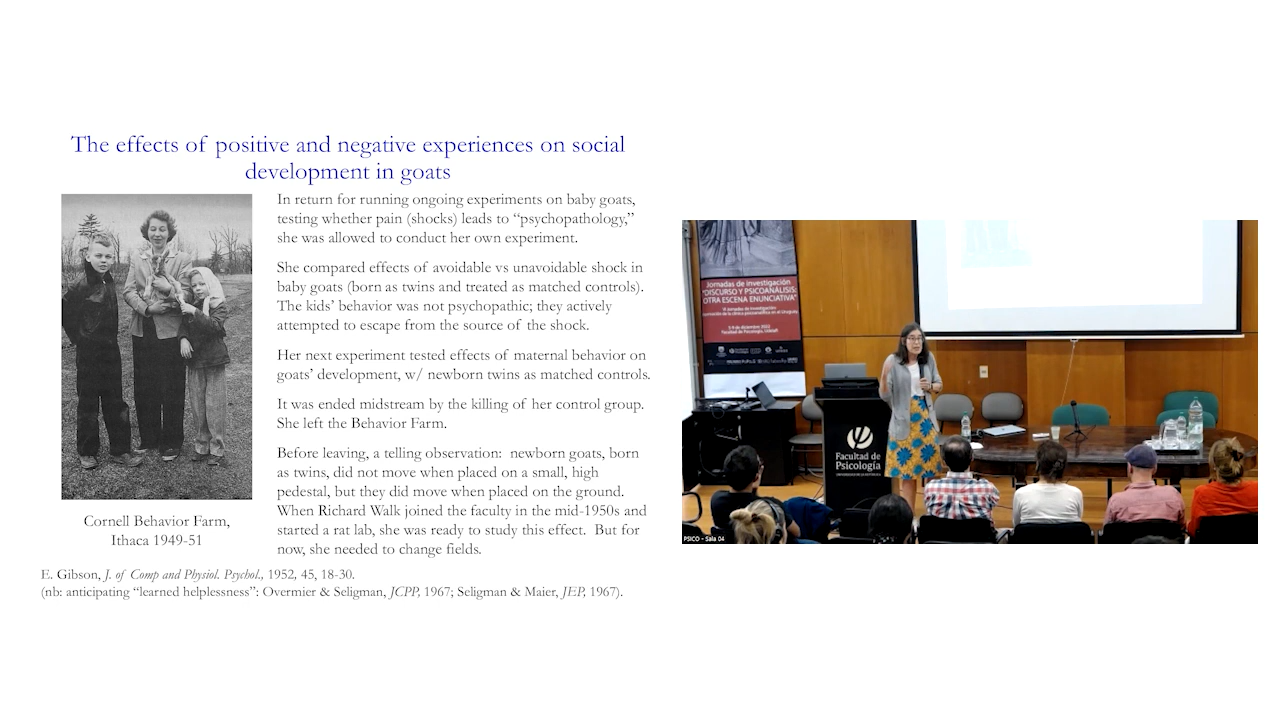 The effects of positive and negative experiences on social
development in goats
In return for running ongoing experiments on baby goats,
testing whether pain (shocks) leads to “psychopathology,”
she was allowed to conduct her own experiment.
She compared effects of avoidable vs unavoidable shock in
baby goats (born as twins and treated as matched controls).
The kids’ behavior was not psychopathic; they actively
attempted to escape from the source of the shock.
Her next experiment tested effects of maternal behavior on
goats’ development, w/ newborn twins as matched controls.
It was ended midstream by the killing of her control group.
She left the Behavior Farm.
Before leaving, a telling observation: newborn goats, born
as twins, did not move when placed on a small, high
pedestal, but they did move when placed on the ground.
When Richard Walk joined the faculty in the mid-1950s and
started a rat lab, she was ready to study this effect. But for
now, she needed to change fields.
Cornell Behavior Farm,
Ithaca 1949-51
E. Gibson, J. of Comp and Physiol. Psychol., 1952, 45, 18-30.
(nb: anticipating “learned helplessness”: Overmier & Seligman, JCPP, 1967; Seligman & Maier, JEP, 1967).
Jornadas de investigación
"DISCURSO Y PSICOANÁLISIS:
OTRA ESCENA ENUNCIATIVA"
Facultad de
Psicología
UNIVERSIDAD DE LA REPÚBLICA
PSICO - Sala 04